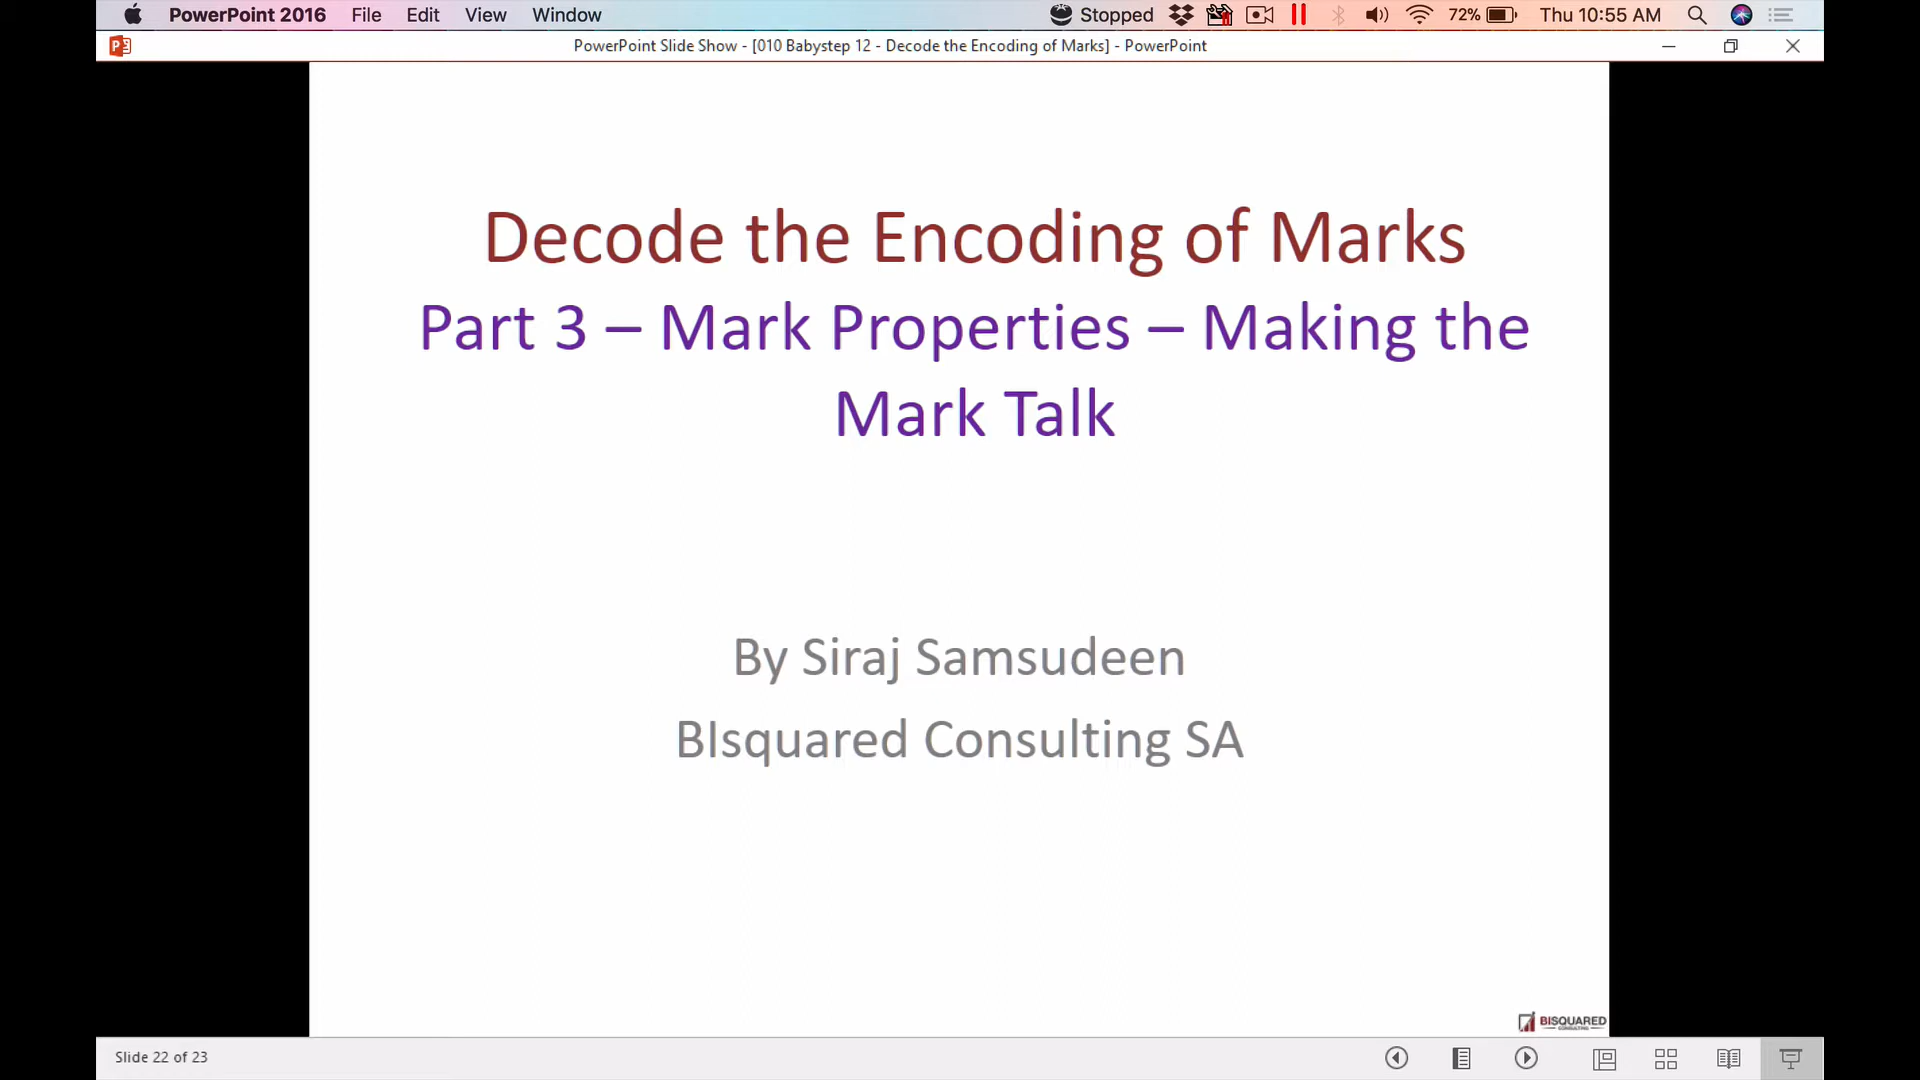 PowerPoint 2016 File Edit View Window Stopped 72% Thu 10:55 AM
PowerPoint Slide Show - [010 Babystep 12 - Decode the Encoding of Marks] - PowerPoint
Decode the Encoding of Marks
Part 3 – Mark Properties – Making the
Mark Talk
By Siraj Samsudeen
BIsquared Consulting SA
BISQUARED
CONSULTING
Slide 22 of 23